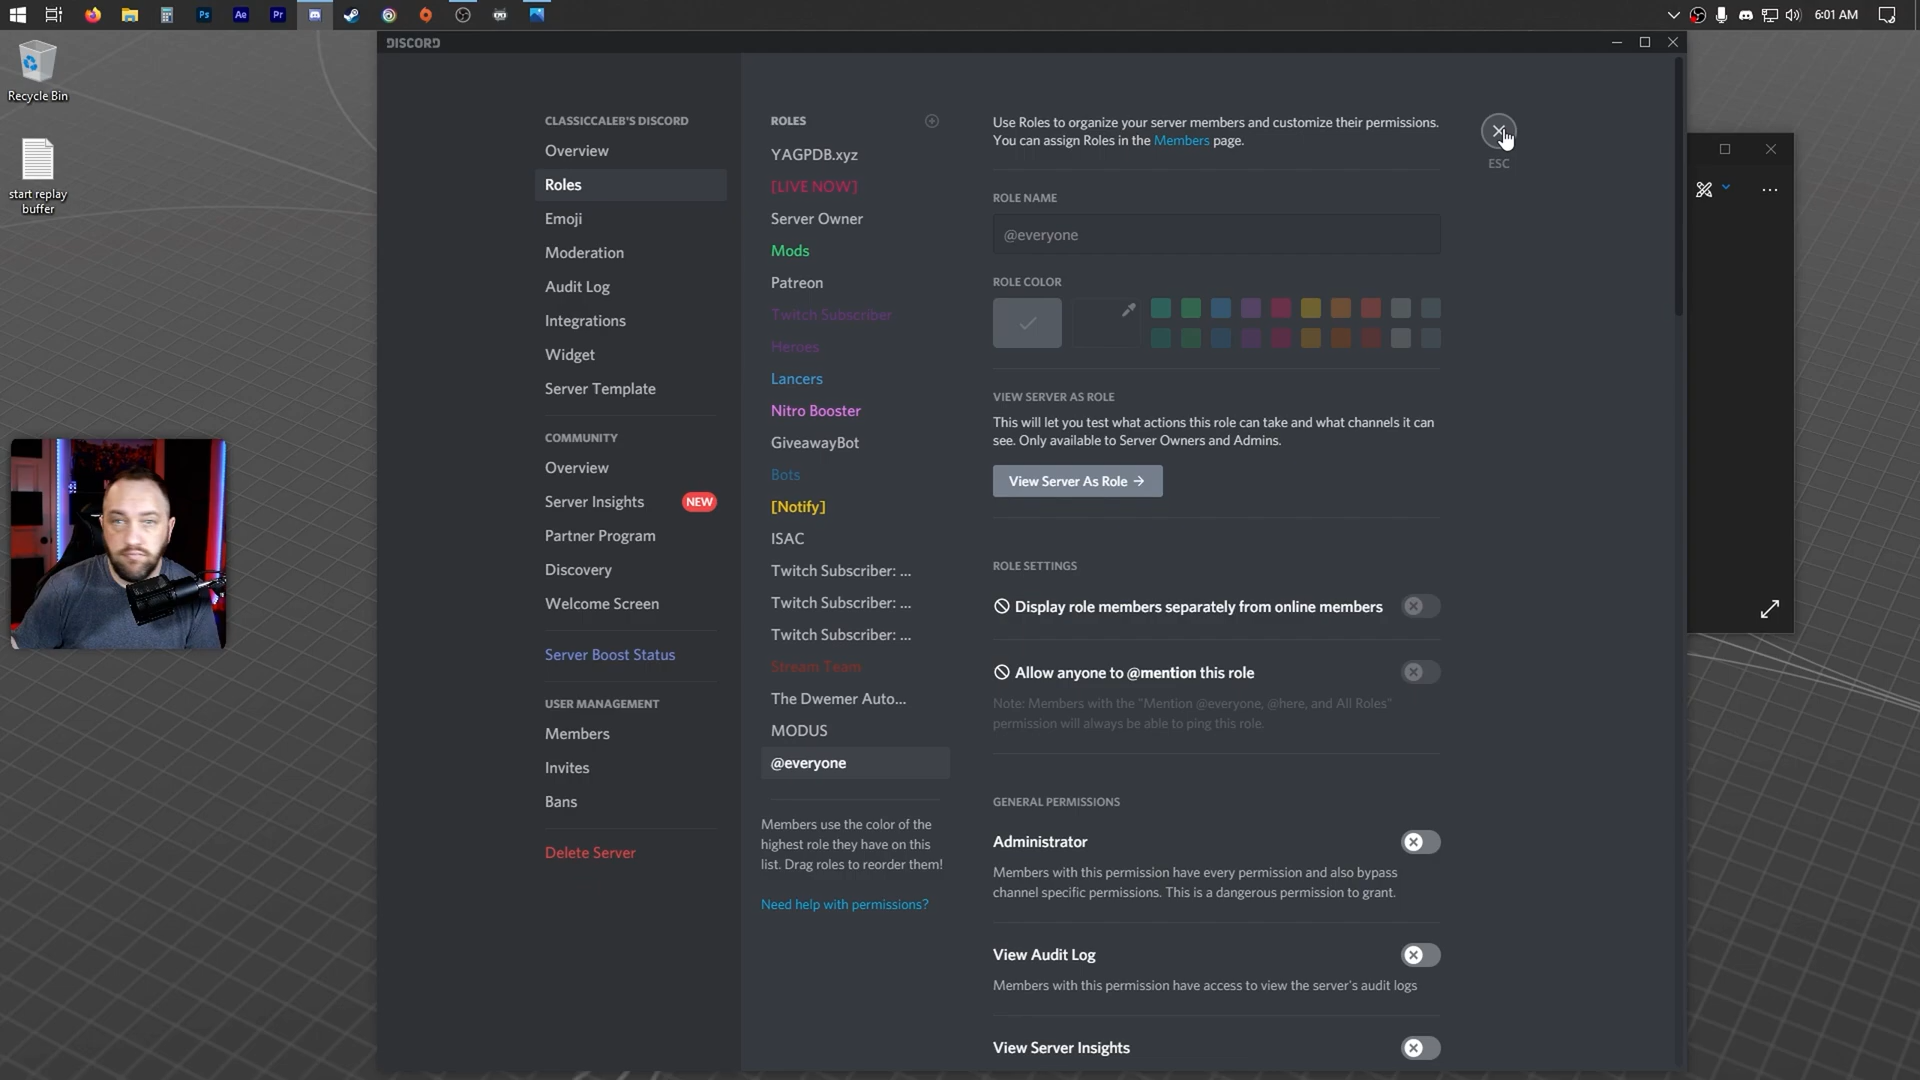 Ps
Ae
Pr
6:01 AM
DISCORD
Recycle Bin
start replay
buffer
CLASSICCALEB'S DISCORD
Overview
Roles
Emoji
Moderation
Audit Log
Integrations
Widget
Server Template
COMMUNITY
Overview
Server Insights NEW
Partner Program
Discovery
Welcome Screen
Server Boost Status
USER MANAGEMENT
Members
Invites
Bans
Delete Server
ROLES
YAGPDB.xyz
[LIVE NOW]
Server Owner
Mods
Patreon
Twitch Subscriber
Heroes
Lancers
Nitro Booster
GiveawayBot
Bots
[Notify]
ISAC
Twitch Subscriber: ...
Twitch Subscriber: ...
Twitch Subscriber: ...
Stream Team
The Dwemer Auto...
MODUS
@everyone
Members use the color of the
highest role they have on this
list. Drag roles to reorder them!
Need help with permissions?
Use Roles to organize your server members and customize their permissions.
You can assign Roles in the Members page.
ESC
ROLE NAME
@everyone
ROLE COLOR
VIEW SERVER AS ROLE
This will let you test what actions this role can take and what channels it can
see. Only available to Server Owners and Admins.
View Server As Role →
ROLE SETTINGS
Display role members separately from online members
Allow anyone to @mention this role
Note: Members with the "Mention @everyone, @here, and All Roles"
permission will always be able to ping this role.
GENERAL PERMISSIONS
Administrator
Members with this permission have every permission and also bypass
channel specific permissions. This is a dangerous permission to grant.
View Audit Log
Members with this permission have access to view the server's audit logs
View Server Insights